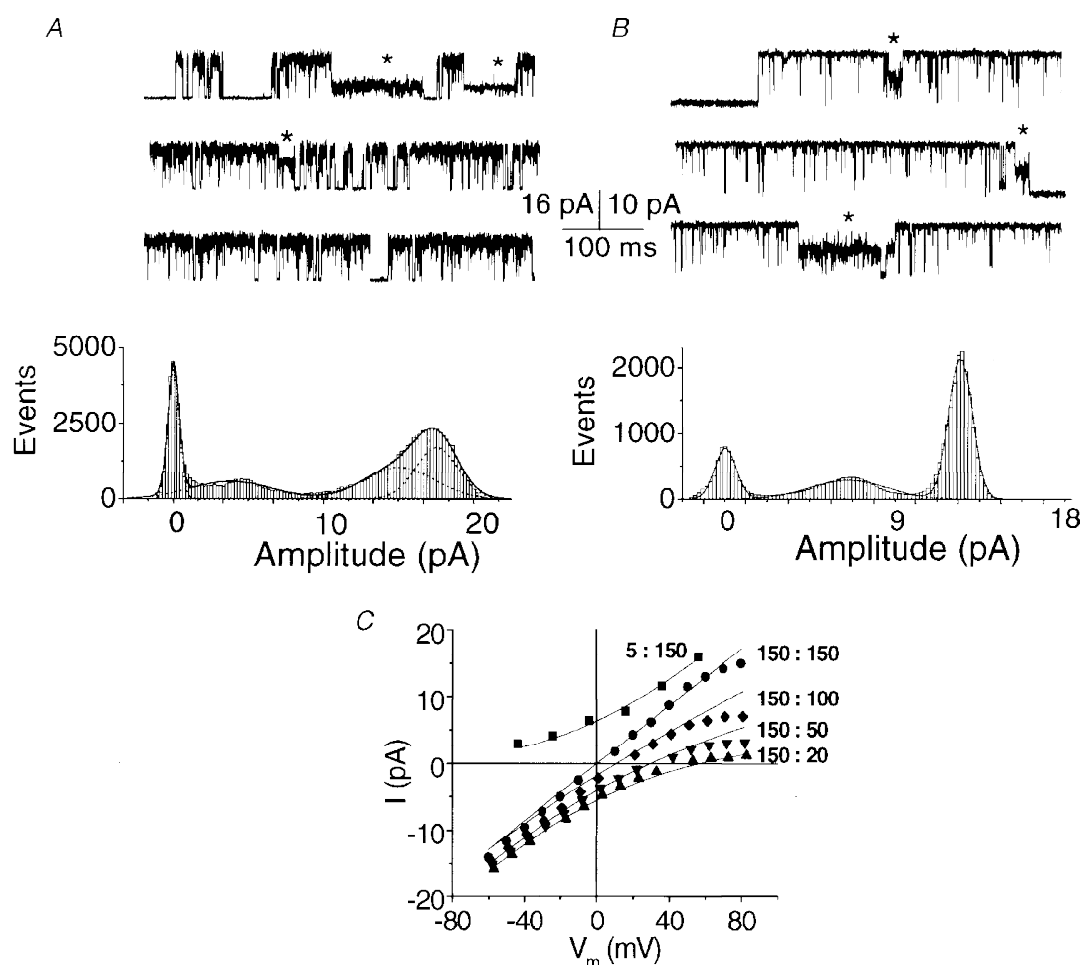 A
B
*
*
*
*
*
*
16 pA 10 pA
100 ms
5000
2500
0
Events
0 10 20
Amplitude (pA)
2000
1000
0
Events
0 9 18
Amplitude (pA)
C
20
10
0
-10
-20
I (pA)
5 : 150
150 : 150
150 : 100
150 : 50
150 : 20
-80 -40 0 40 80
Vm (mV)